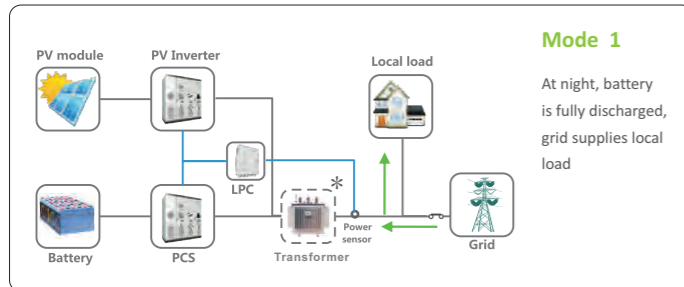 PV module
PV Inverter
Local load
Mode 1
At night, battery
is fully discharged,
grid supplies local
load
LPC
*
Power
sensor
Battery
PCS
Transformer
Grid